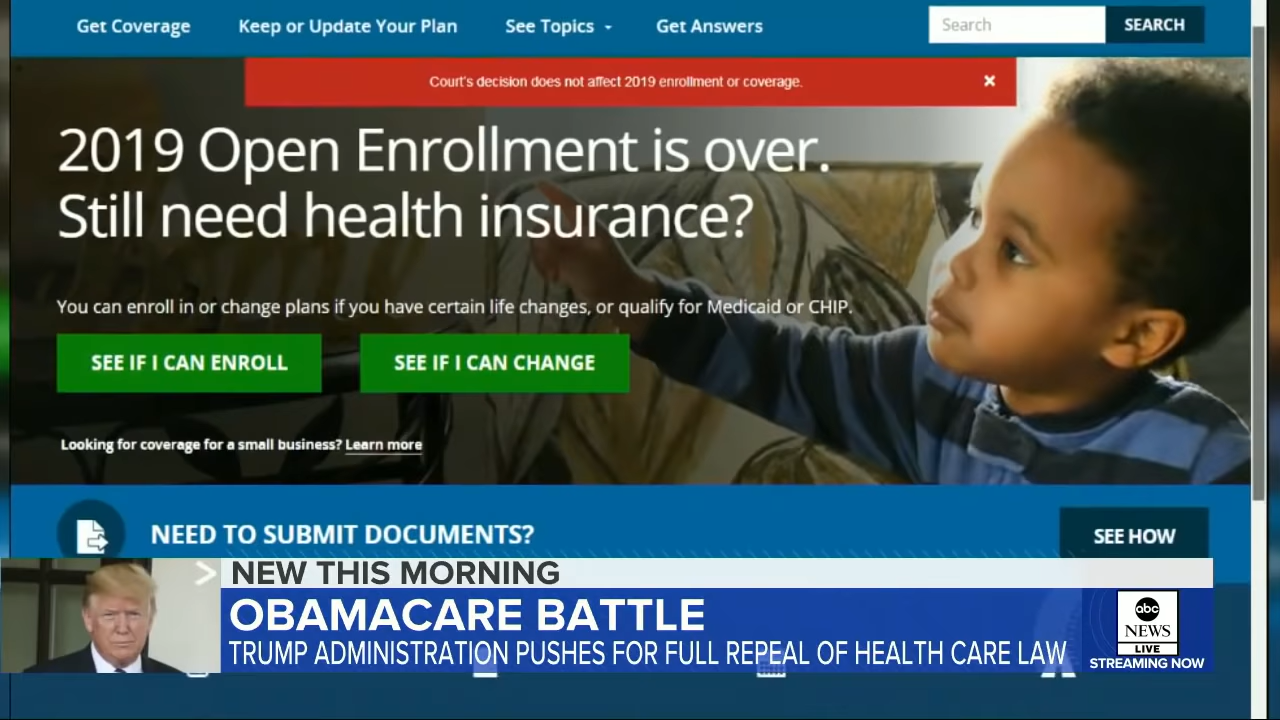 Get Coverage Keep or Update Your Plan See Topics Get Answers Search SEARCH
Court's decision does not affect 2019 enrollment or coverage.
2019 Open Enrollment is over.
Still need health insurance?
You can enroll in or change plans if you have certain life changes, or qualify for Medicaid or CHIP.
SEE IF I CAN ENROLL SEE IF I CAN CHANGE
Looking for coverage for a small business? Learn more
NEED TO SUBMIT DOCUMENTS? SEE HOW
NEW THIS MORNING
OBAMACARE BATTLE
TRUMP ADMINISTRATION PUSHES FOR FULL REPEAL OF HEALTH CARE LAW
abc
NEWS
LIVE
STREAMING NOW